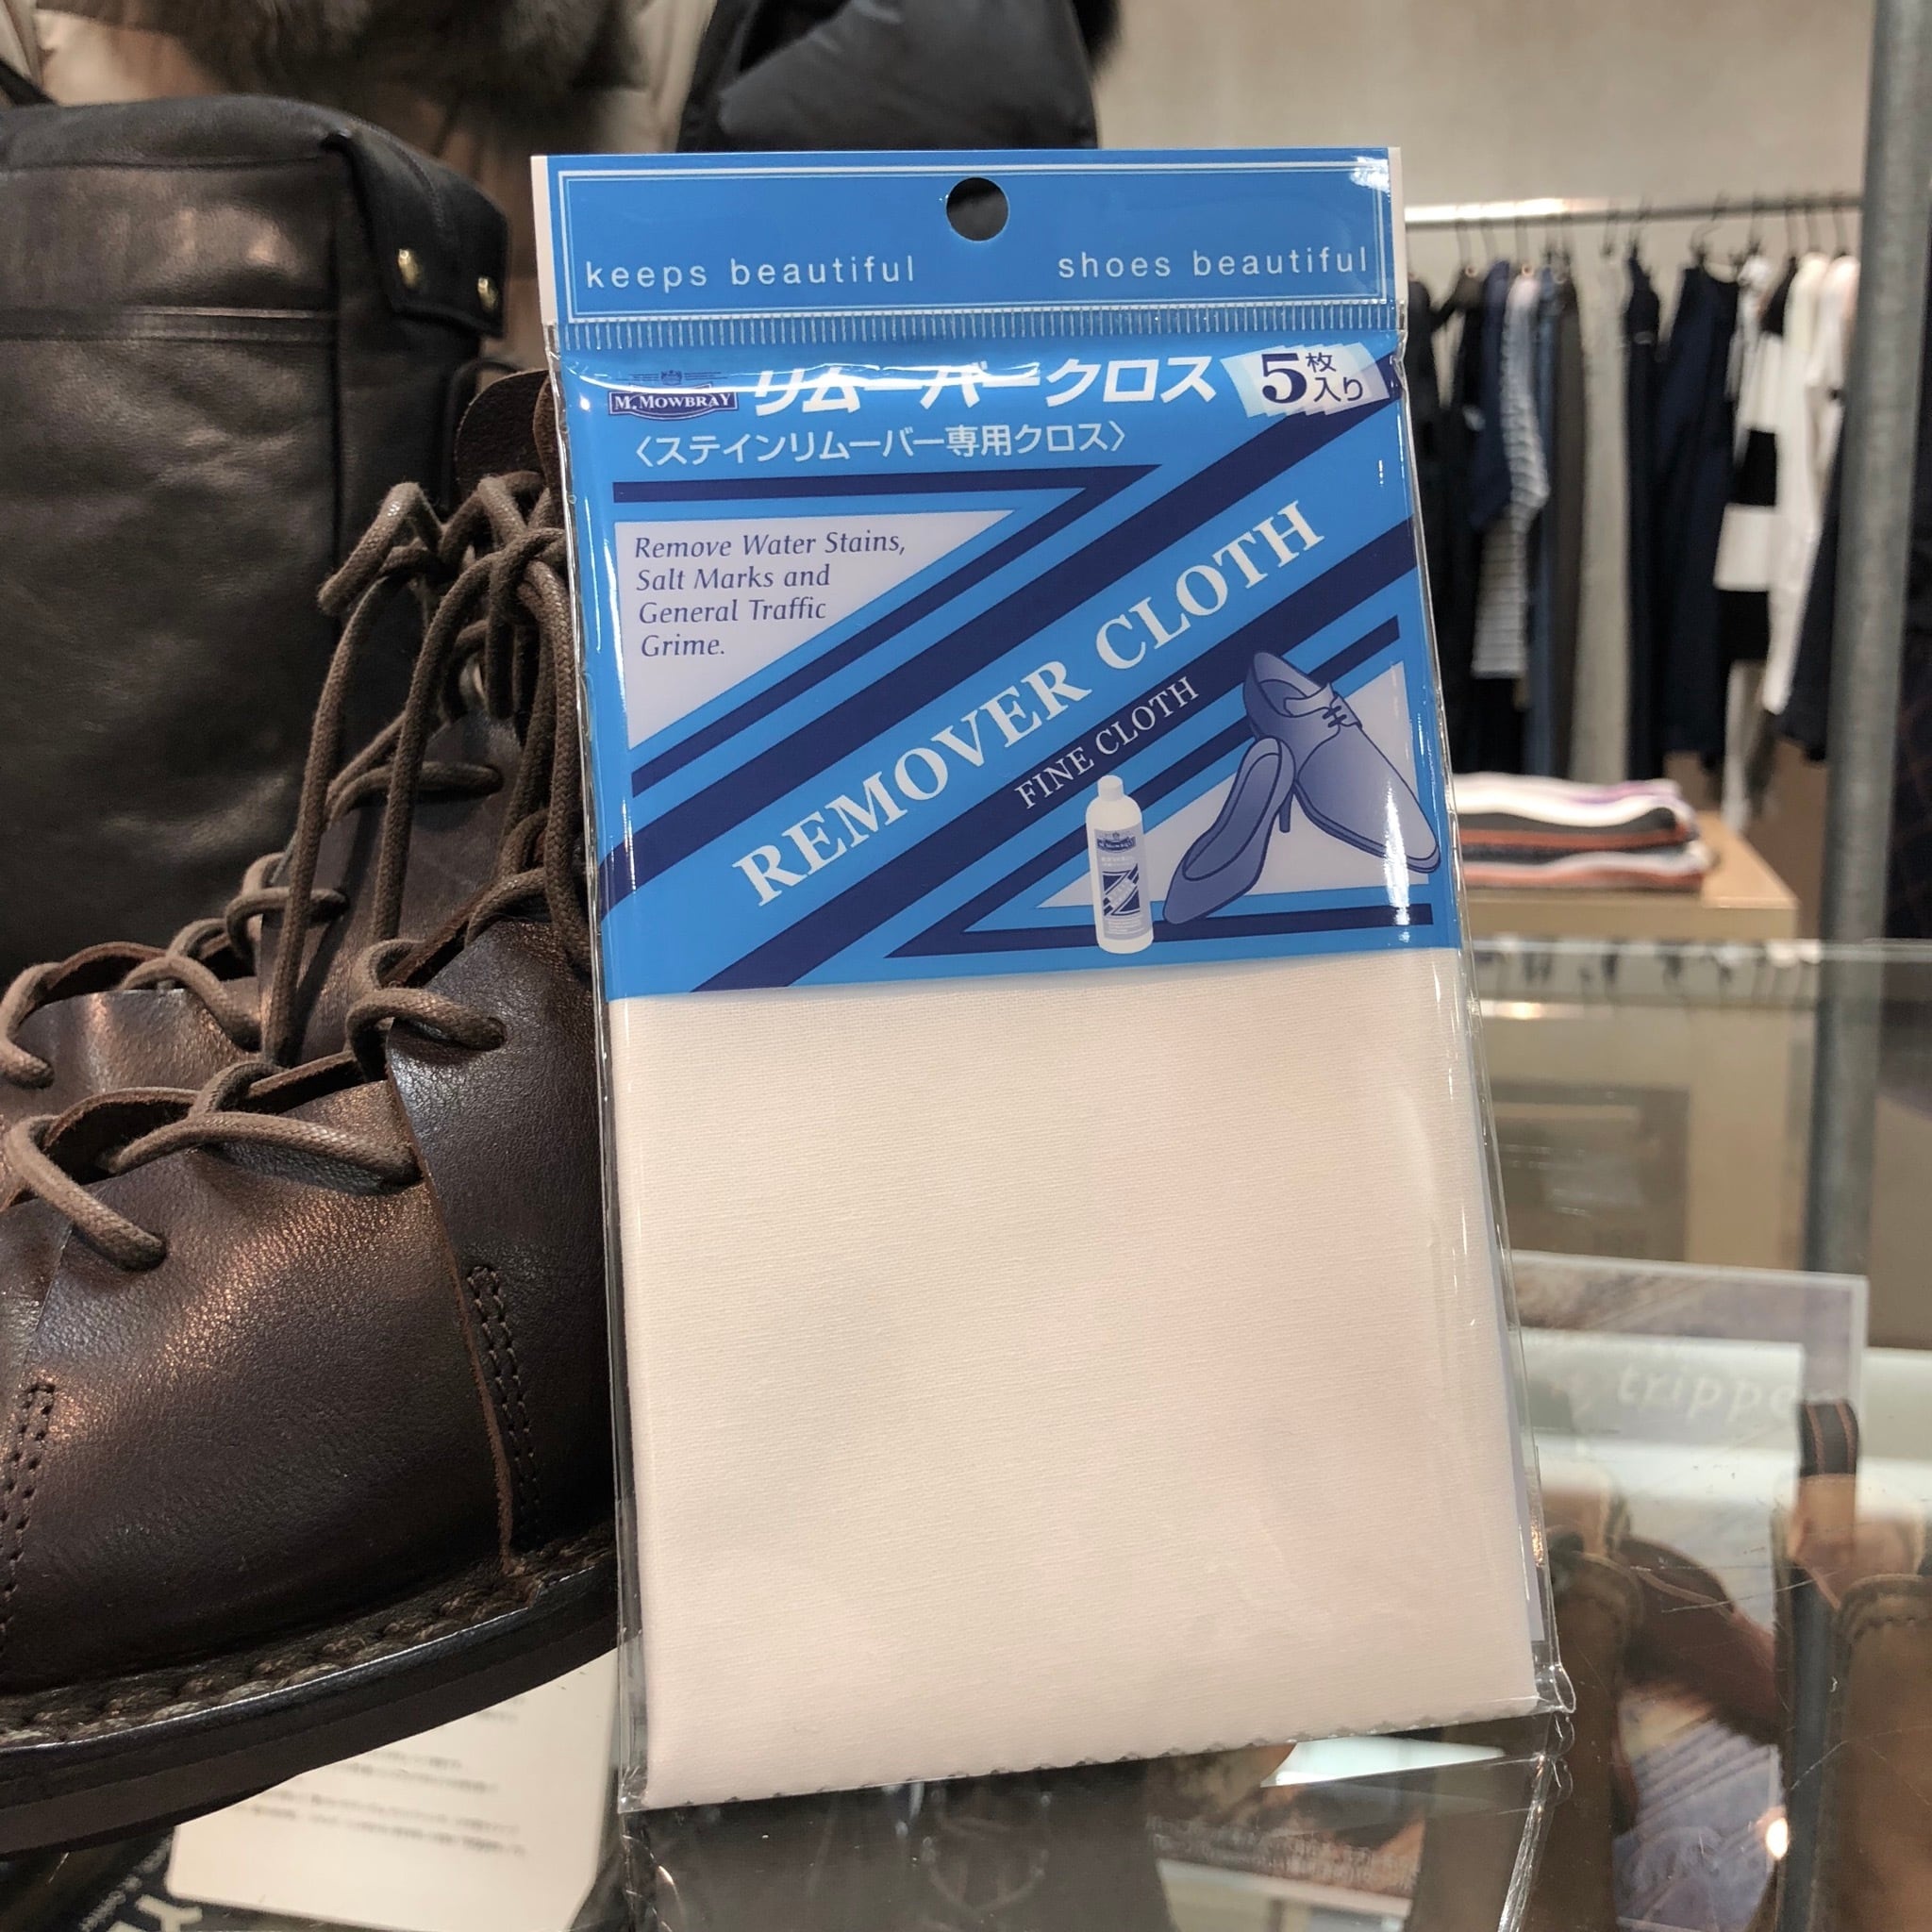 keeps beautiful shoes beautiful
M. MOWBRAY リムーバークロス 5枚入り
〈ステインリムーバー専用クロス〉
Remove Water Stains,
Salt Marks and
General Traffic
Grime.
REMOVER CLOTH
FINE CLOTH
M. MOWBRAY